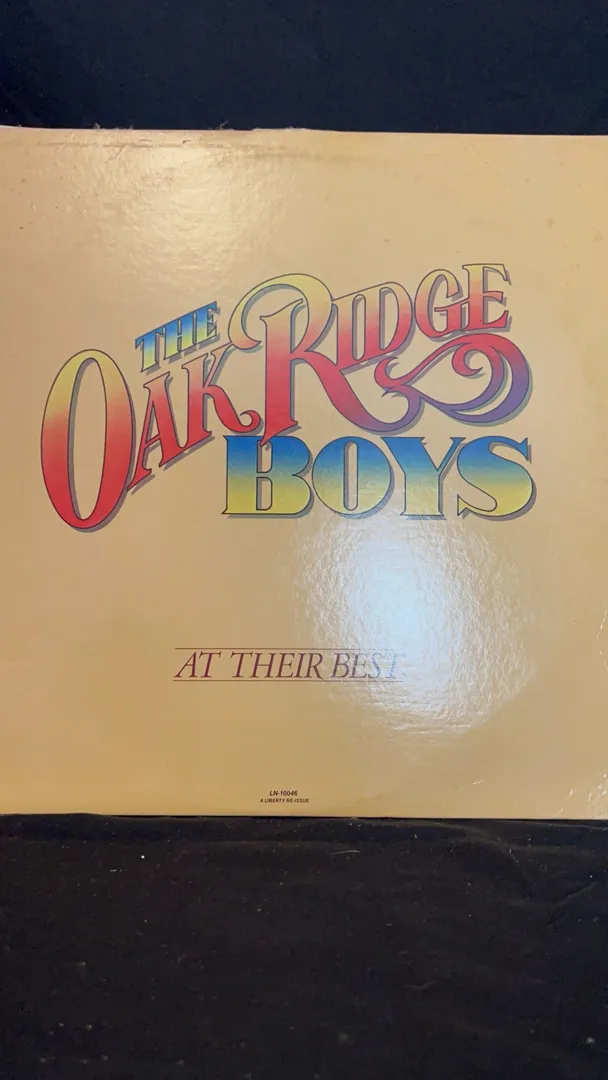 THE
OAK RIDGE
BOYS
AT THEIR BEST
LN-10046
A LIBERTY RE-ISSUE